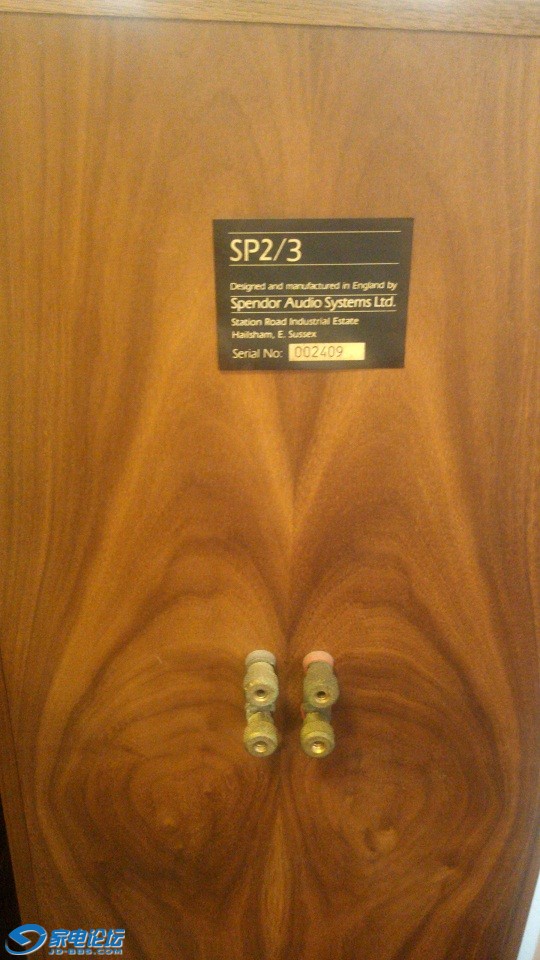 SP2/3
Designed and manufactured in England by
Spendor Audio Systems Ltd.
Station Road Industrial Estate
Hailsham, E. Sussex
Serial No: 002409
家电论坛
JD-BBS.COM